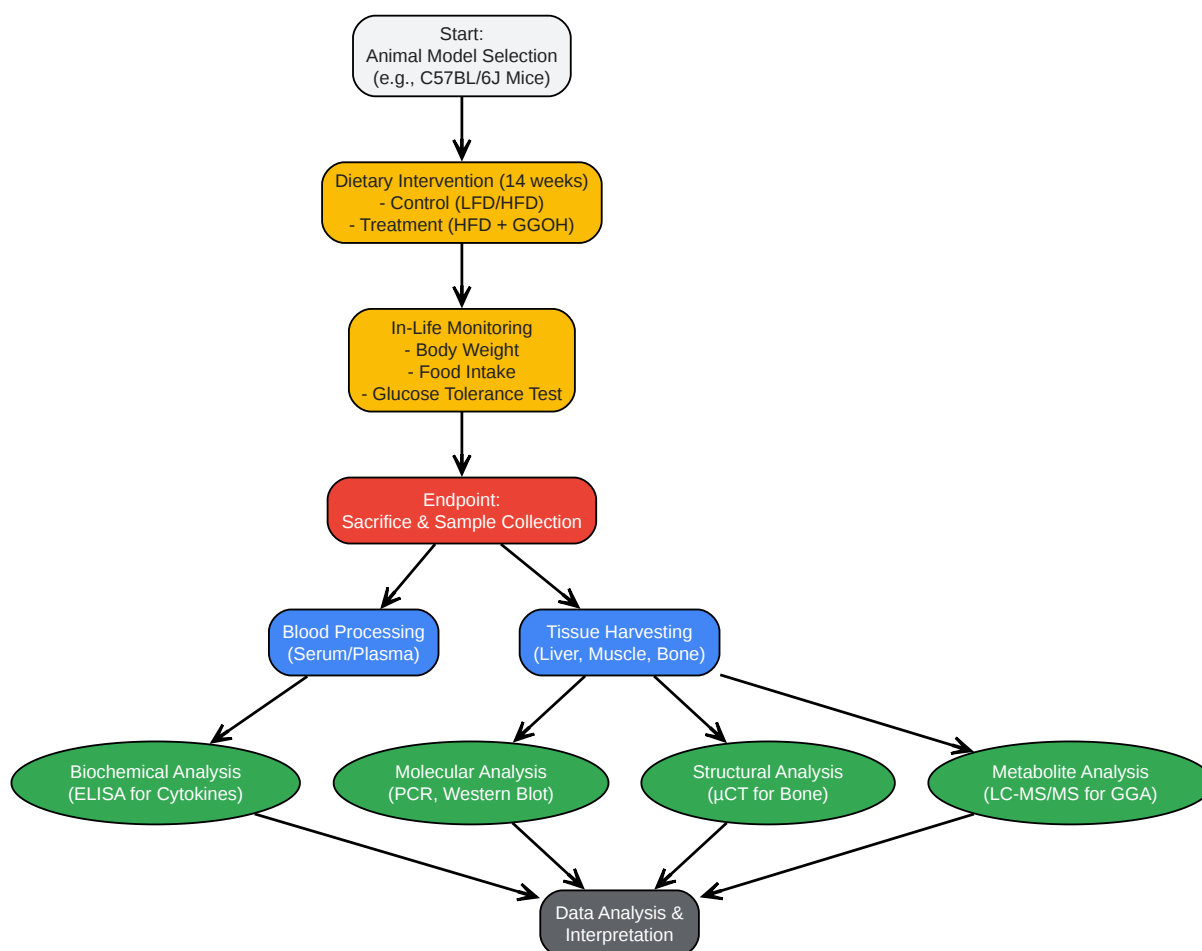 Start:
Animal Model Selection
(e.g., C57BL/6J Mice)
Dietary Intervention (14 weeks)
- Control (LFD/HFD)
- Treatment (HFD + GGOH)
In-Life Monitoring
- Body Weight
- Food Intake
- Glucose Tolerance Test
Endpoint:
Sacrifice & Sample Collection
Blood Processing
(Serum/Plasma)
Tissue Harvesting
(Liver, Muscle, Bone)
Biochemical Analysis
(ELISA for Cytokines)
Molecular Analysis
(PCR, Western Blot)
Structural Analysis
(µCT for Bone)
Metabolite Analysis
(LC-MS/MS for GGA)
Data Analysis &
Interpretation